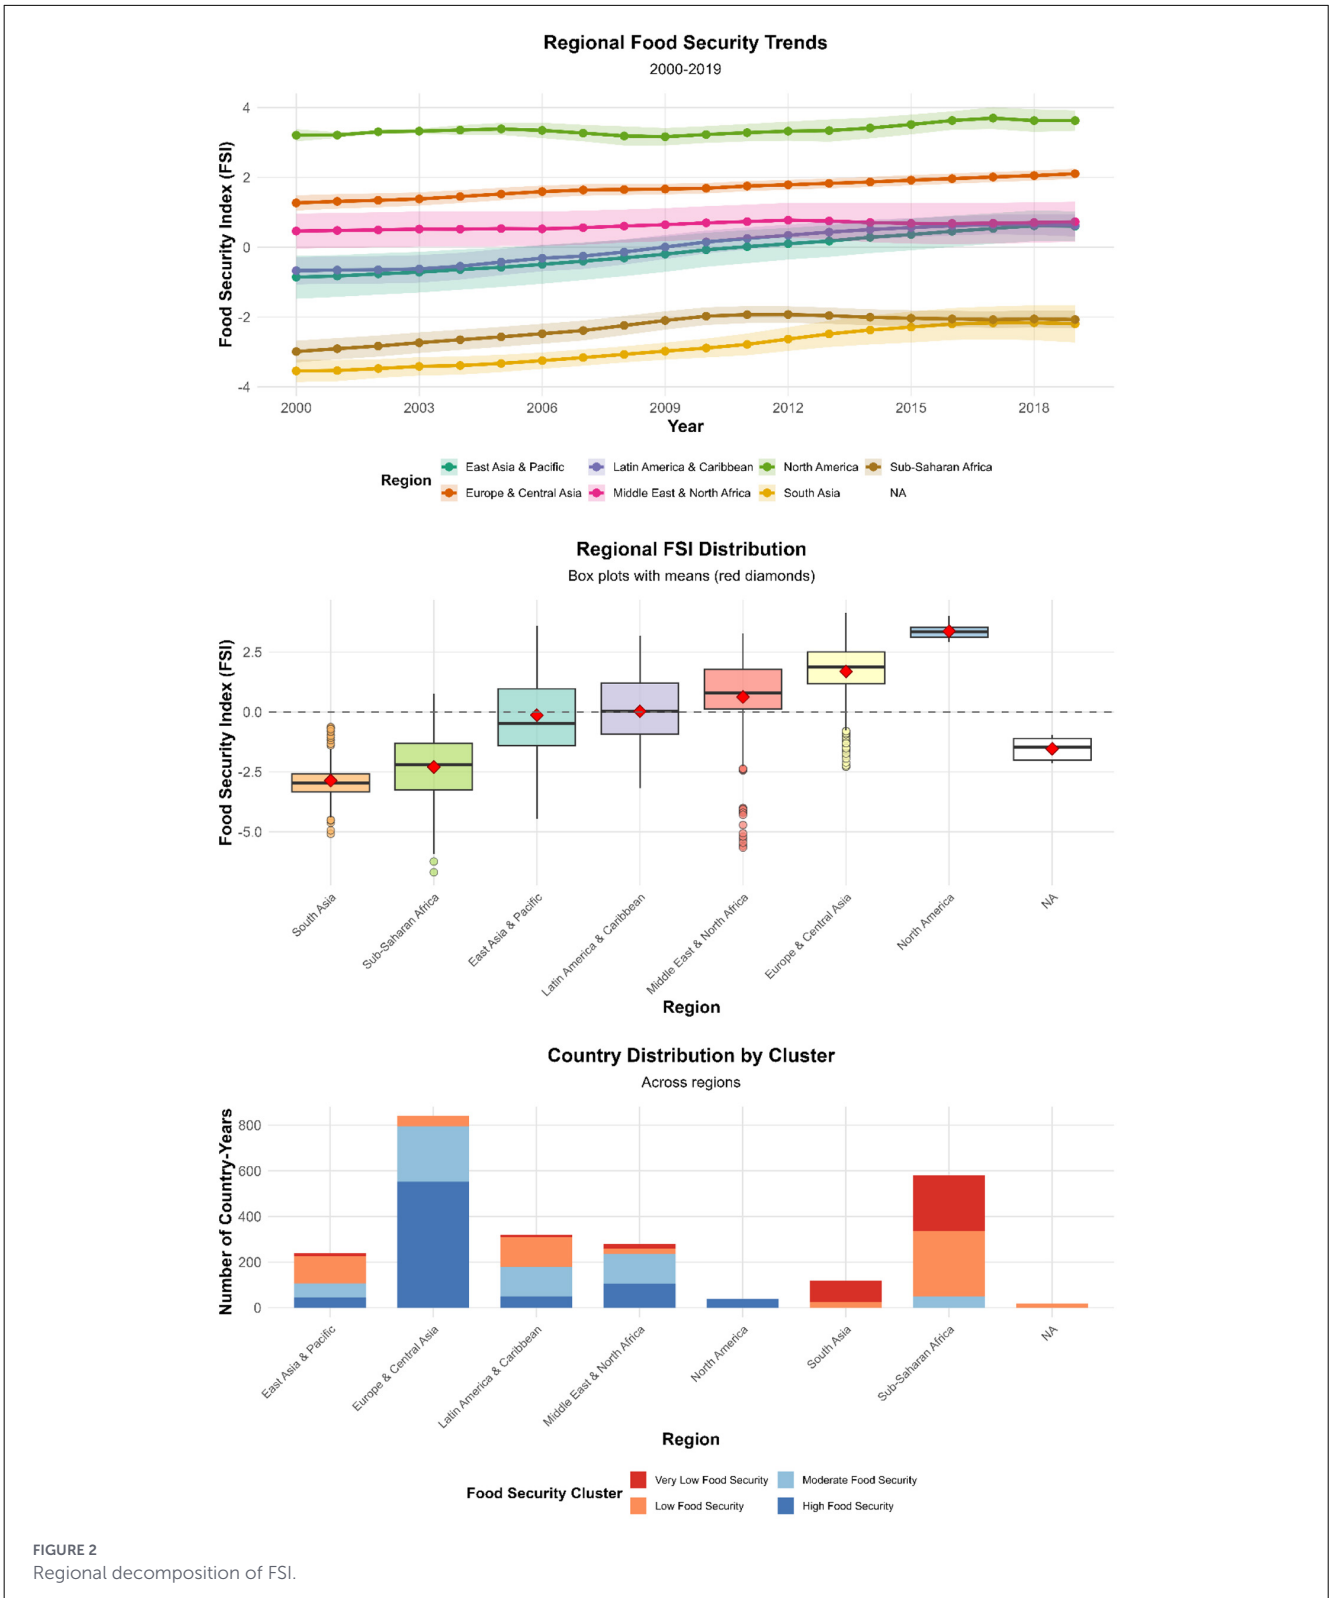 Regional Food Security Trends
2000-2019
Food Security Index (FSI)
4
2
0
-2
-4
2000 2003 2006 2009 2012 2015 2018
Year
Region
East Asia & Pacific Latin America & Caribbean North America Sub-Saharan Africa
Europe & Central Asia Middle East & North Africa South Asia NA
Regional FSI Distribution
Box plots with means (red diamonds)
Food Security Index (FSI)
2.5
0.0
-2.5
-5.0
South Asia
Sub-Saharan Africa
East Asia & Pacific
Latin America & Caribbean
Middle East & North Africa
Europe & Central Asia
North America
NA
Region
Country Distribution by Cluster
Across regions
Number of Country-Years
800
600
400
200
0
East Asia & Pacific
Europe & Central Asia
Latin America & Caribbean
Middle East & North Africa
North America
South Asia
Sub-Saharan Africa
NA
Region
Food Security Cluster
Very Low Food Security Moderate Food Security
Low Food Security High Food Security
FIGURE 2
Regional decomposition of FSI.